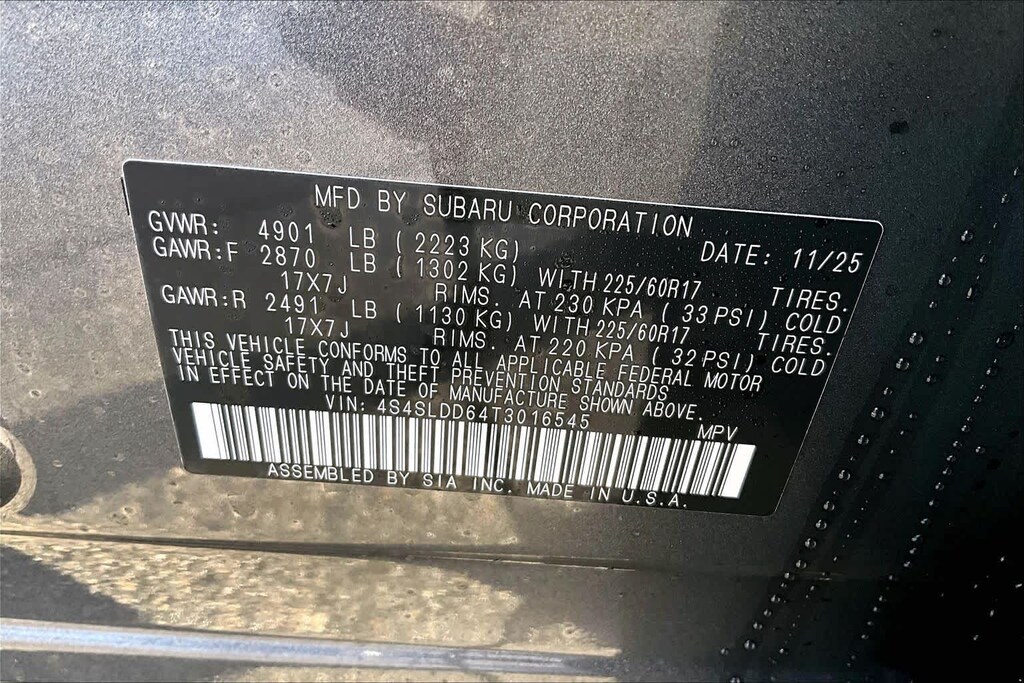 MFD BY SUBARU CORPORATION
GVWR: 4901 LB ( 2223 KG) DATE: 11/25
GAWR:F 2870 LB ( 1302 KG) WITH 225/60R17 TIRES.
17X7J RIMS. AT 230 KPA ( 33 PSI) COLD
GAWR:R 2491 LB ( 1130 KG) WITH 225/60R17 TIRES.
17X7J RIMS. AT 220 KPA ( 32 PSI) COLD
THIS VEHICLE CONFORMS TO ALL APPLICABLE FEDERAL MOTOR
VEHICLE SAFETY AND THEFT PREVENTION STANDARDS
IN EFFECT ON THE DATE OF MANUFACTURE SHOWN ABOVE.
VIN: 4S4SLDD64T3016545 MPV
ASSEMBLED BY SIA INC. MADE IN U.S.A.